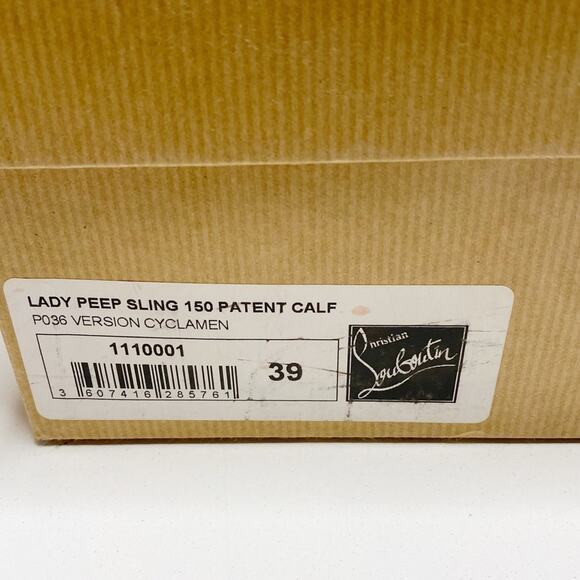 LADY PEEP SLING 150 PATENT CALF
P036 VERSION CYCLAMEN
1110001
39
3 607416 285761
Christian
Louboutin